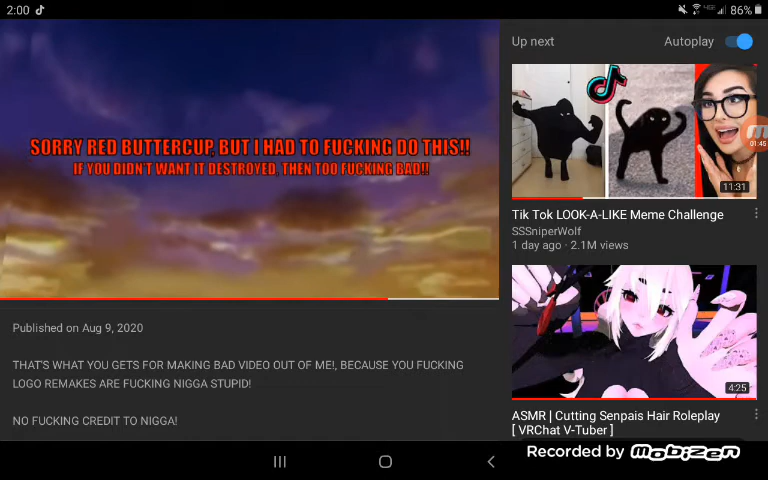 2:00
86%
Up next
Autoplay
SORRY RED BUTTERCUP, BUT I HAD TO FUCKING DO THIS!!
IF YOU DIDN'T WANT IT DESTROYED, THEN TOO FUCKING BAD!!
01:45
11:31
Tik Tok LOOK-A-LIKE Meme Challenge
SSSniperWolf
1 day ago · 2.1M views
Published on Aug 9, 2020
THAT'S WHAT YOU GETS FOR MAKING BAD VIDEO OUT OF ME!, BECAUSE YOU FUCKING
LOGO REMAKES ARE FUCKING NIGGA STUPID!
NO FUCKING CREDIT TO NIGGA!
4:25
ASMR | Cutting Senpais Hair Roleplay
[ VRChat V-Tuber ]
Recorded by Mobizen